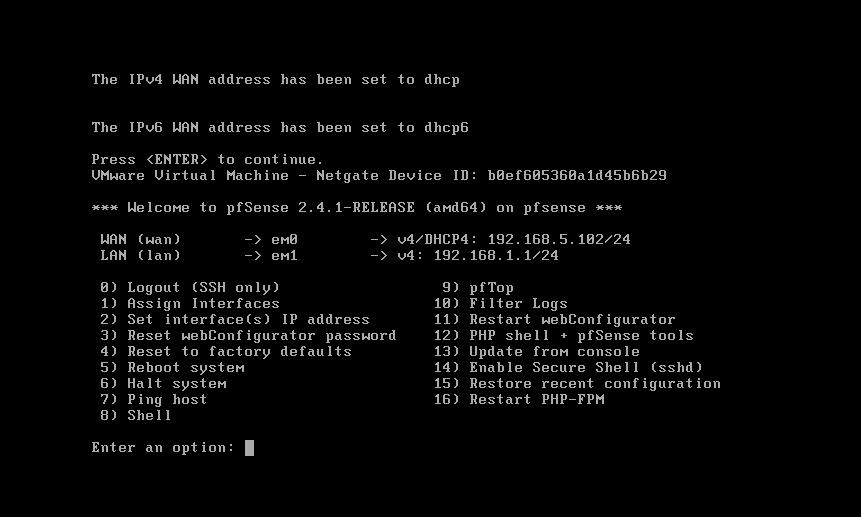 The IPv4 WAN address has been set to dhcp
The IPv6 WAN address has been set to dhcp6
Press <ENTER> to continue.
VMware Virtual Machine - Netgate Device ID: b0ef605360a1d45b6b29
*** Welcome to pfSense 2.4.1-RELEASE (amd64) on pfsense ***
WAN (wan)       -> em0        -> v4/DHCP4: 192.168.5.102/24
LAN (lan)       -> em1        -> v4: 192.168.1.1/24
0) Logout (SSH only)                  9) pfTop
1) Assign Interfaces                 10) Filter Logs
2) Set interface(s) IP address       11) Restart webConfigurator
3) Reset webConfigurator password    12) PHP shell + pfSense tools
4) Reset to factory defaults         13) Update from console
5) Reboot system                     14) Enable Secure Shell (sshd)
6) Halt system                       15) Restore recent configuration
7) Ping host                         16) Restart PHP-FPM
8) Shell
Enter an option: